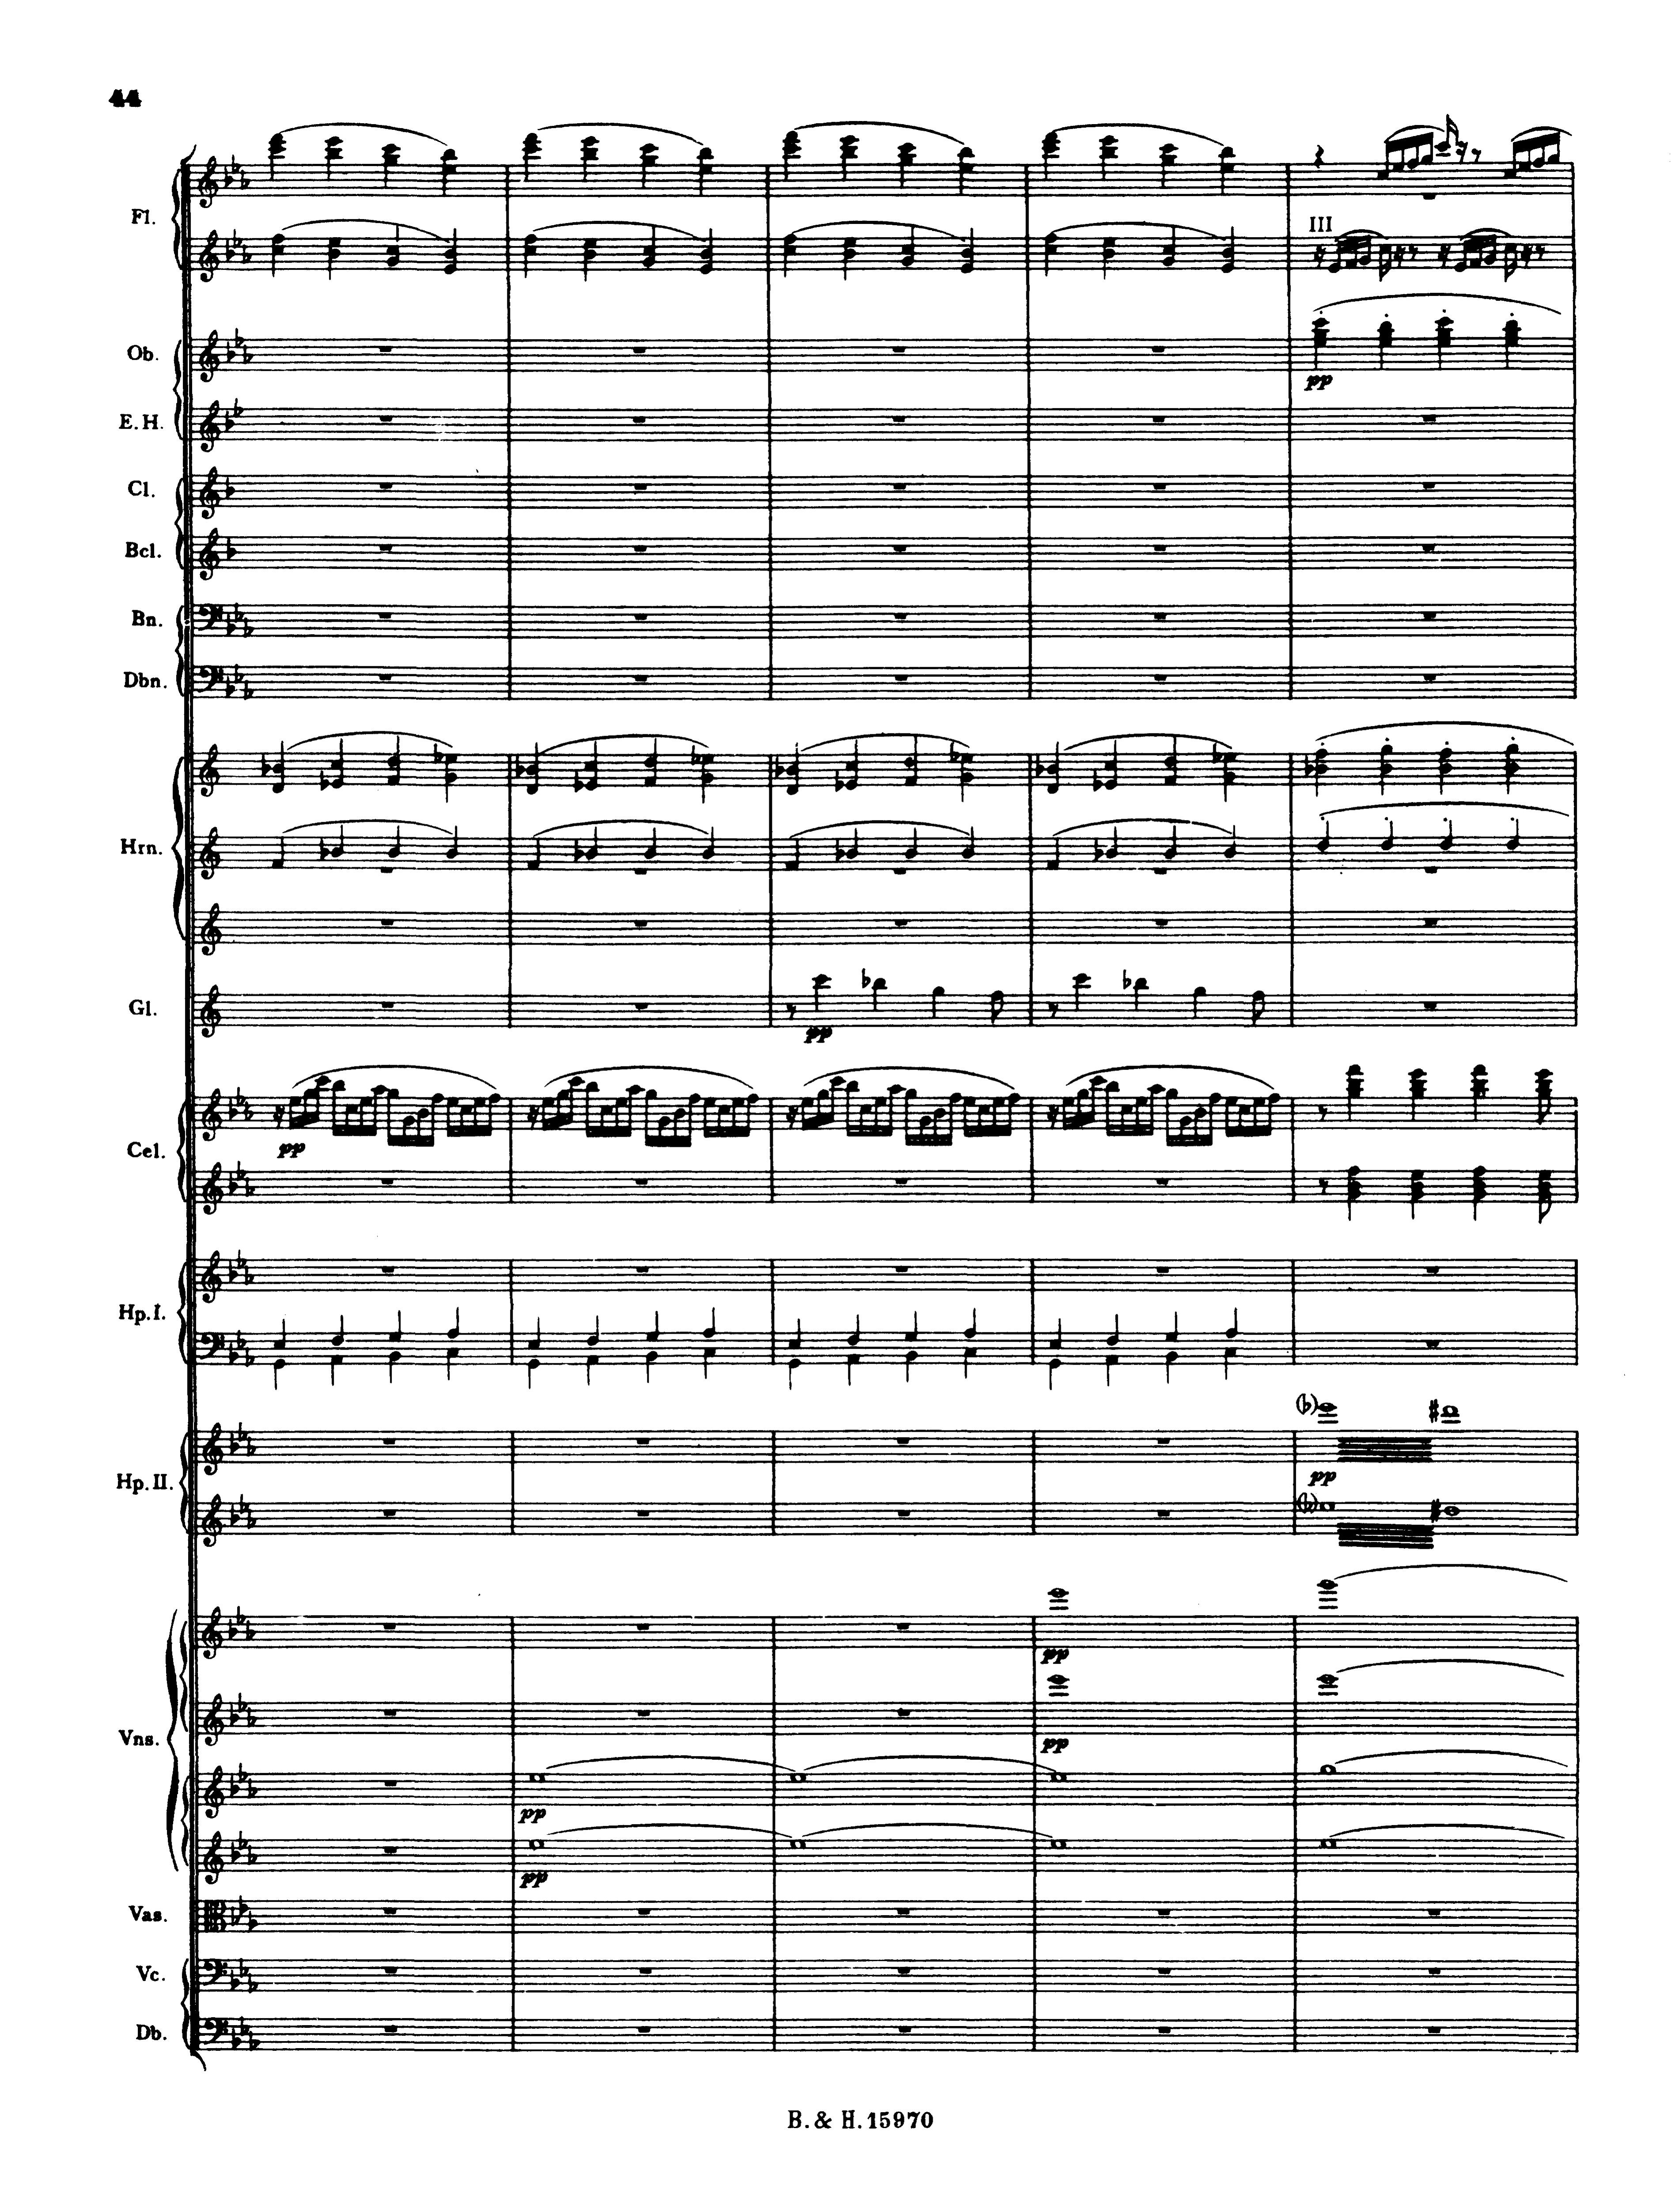 44
Fl.
III
Ob.
pp
E.H.
Cl.
Bcl.
Bn.
Dbn.
Hrn.
Gl.
pp
Cel.
pp
Hp.I.
Hp.II.
pp
pp
pp
Vns.
pp
pp
Vas.
Vc.
Db.
B.& H.15970